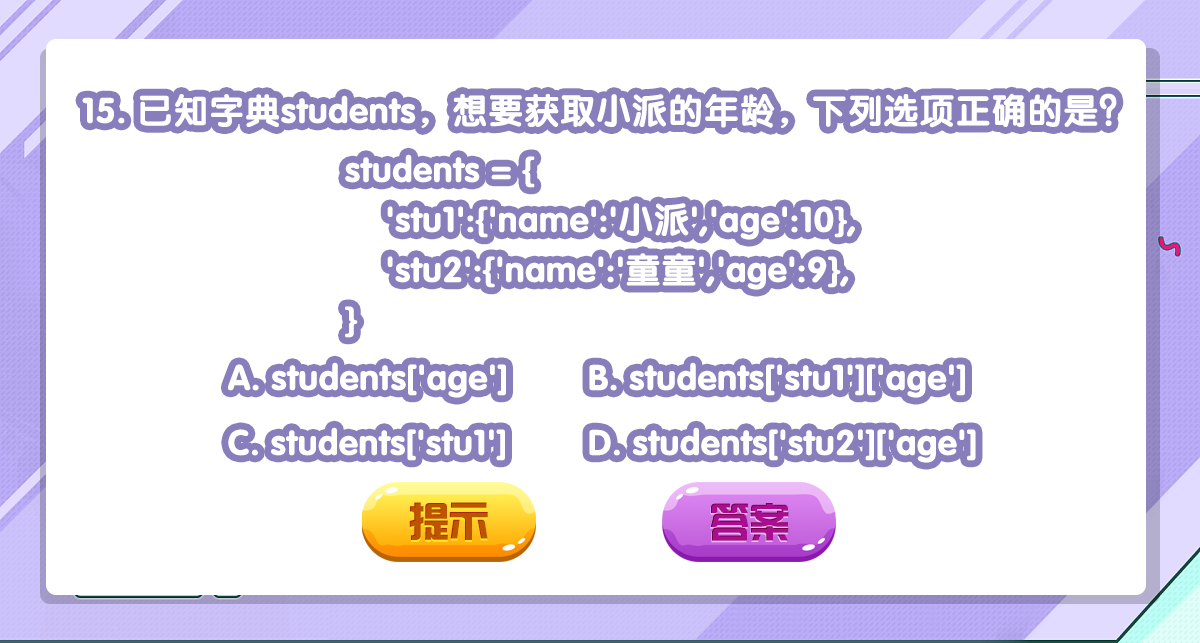 15. 已知字典students，想要获取小派的年龄，下列选项正确的是？
students = {
'stu1':{'name':'小派','age':10},
'stu2':{'name':'童童','age':9},
}
A. students['age']
B. students['stu1']['age']
C. students['stu1']
D. students['stu2']['age']
提示
答案